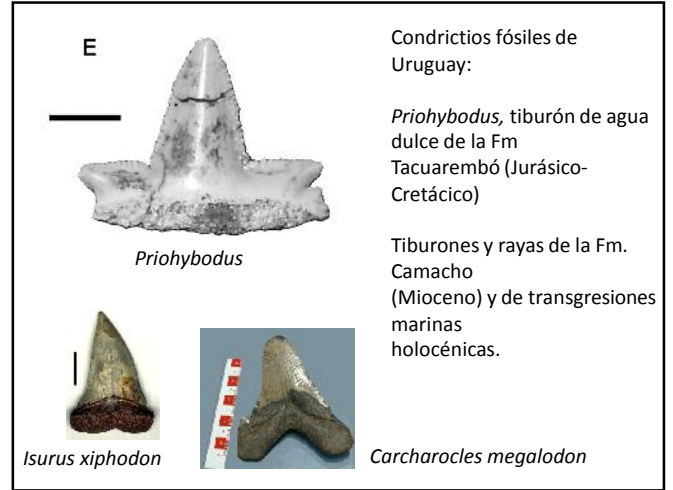 E
Condrictios fósiles de
Uruguay:
Priohybodus, tiburón de agua
dulce de la Fm
Tacuarembó (Jurásico-
Cretácico)
Tiburones y rayas de la Fm.
Camacho
(Mioceno) y de transgresiones
marinas
holocénicas.
Priohybodus
Isurus xiphodon
Carcharocles megalodon